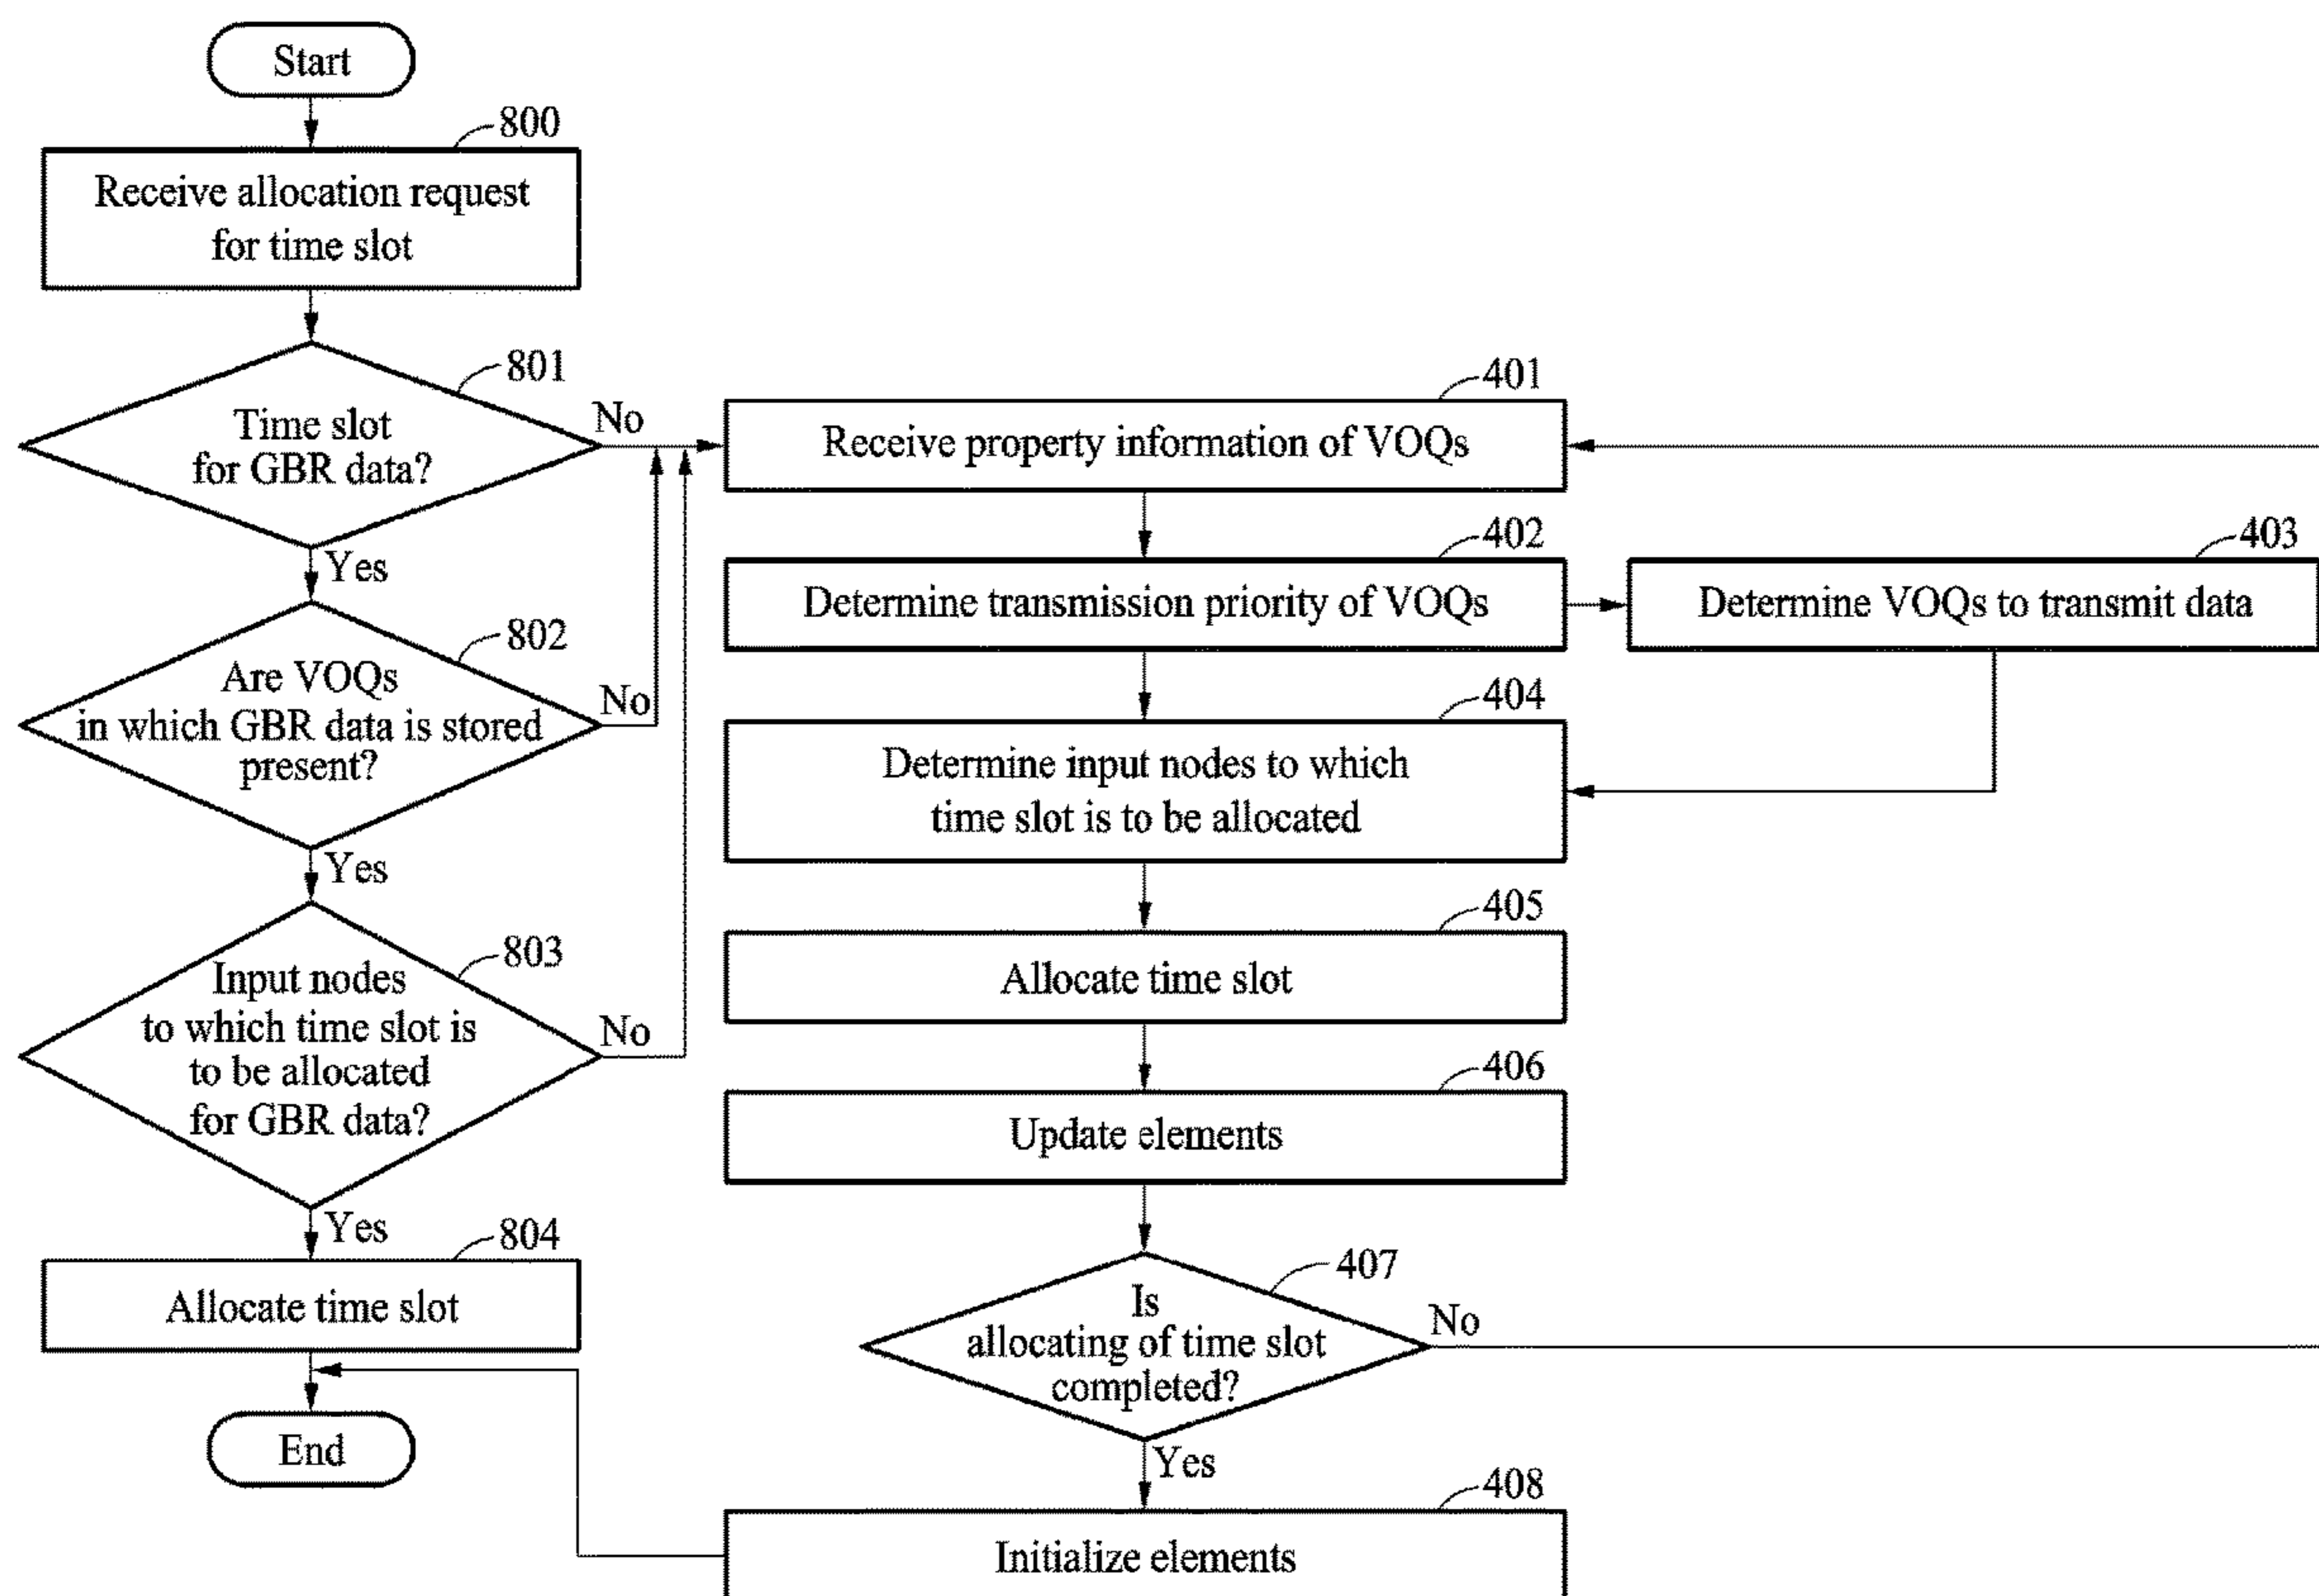 Start
800
Receive allocation request
for time slot
801
Time slot
for GBR data?
No
Yes
802
Are VOQs
in which GBR data is stored
present?
No
Yes
803
Input nodes
to which time slot is
to be allocated
for GBR data?
No
Yes
804
Allocate time slot
End
401
Receive property information of VOQs
402
Determine transmission priority of VOQs
403
Determine VOQs to transmit data
404
Determine input nodes to which
time slot is to be allocated
405
Allocate time slot
406
Update elements
407
Is
allocating of time slot
completed?
No
Yes
408
Initialize elements